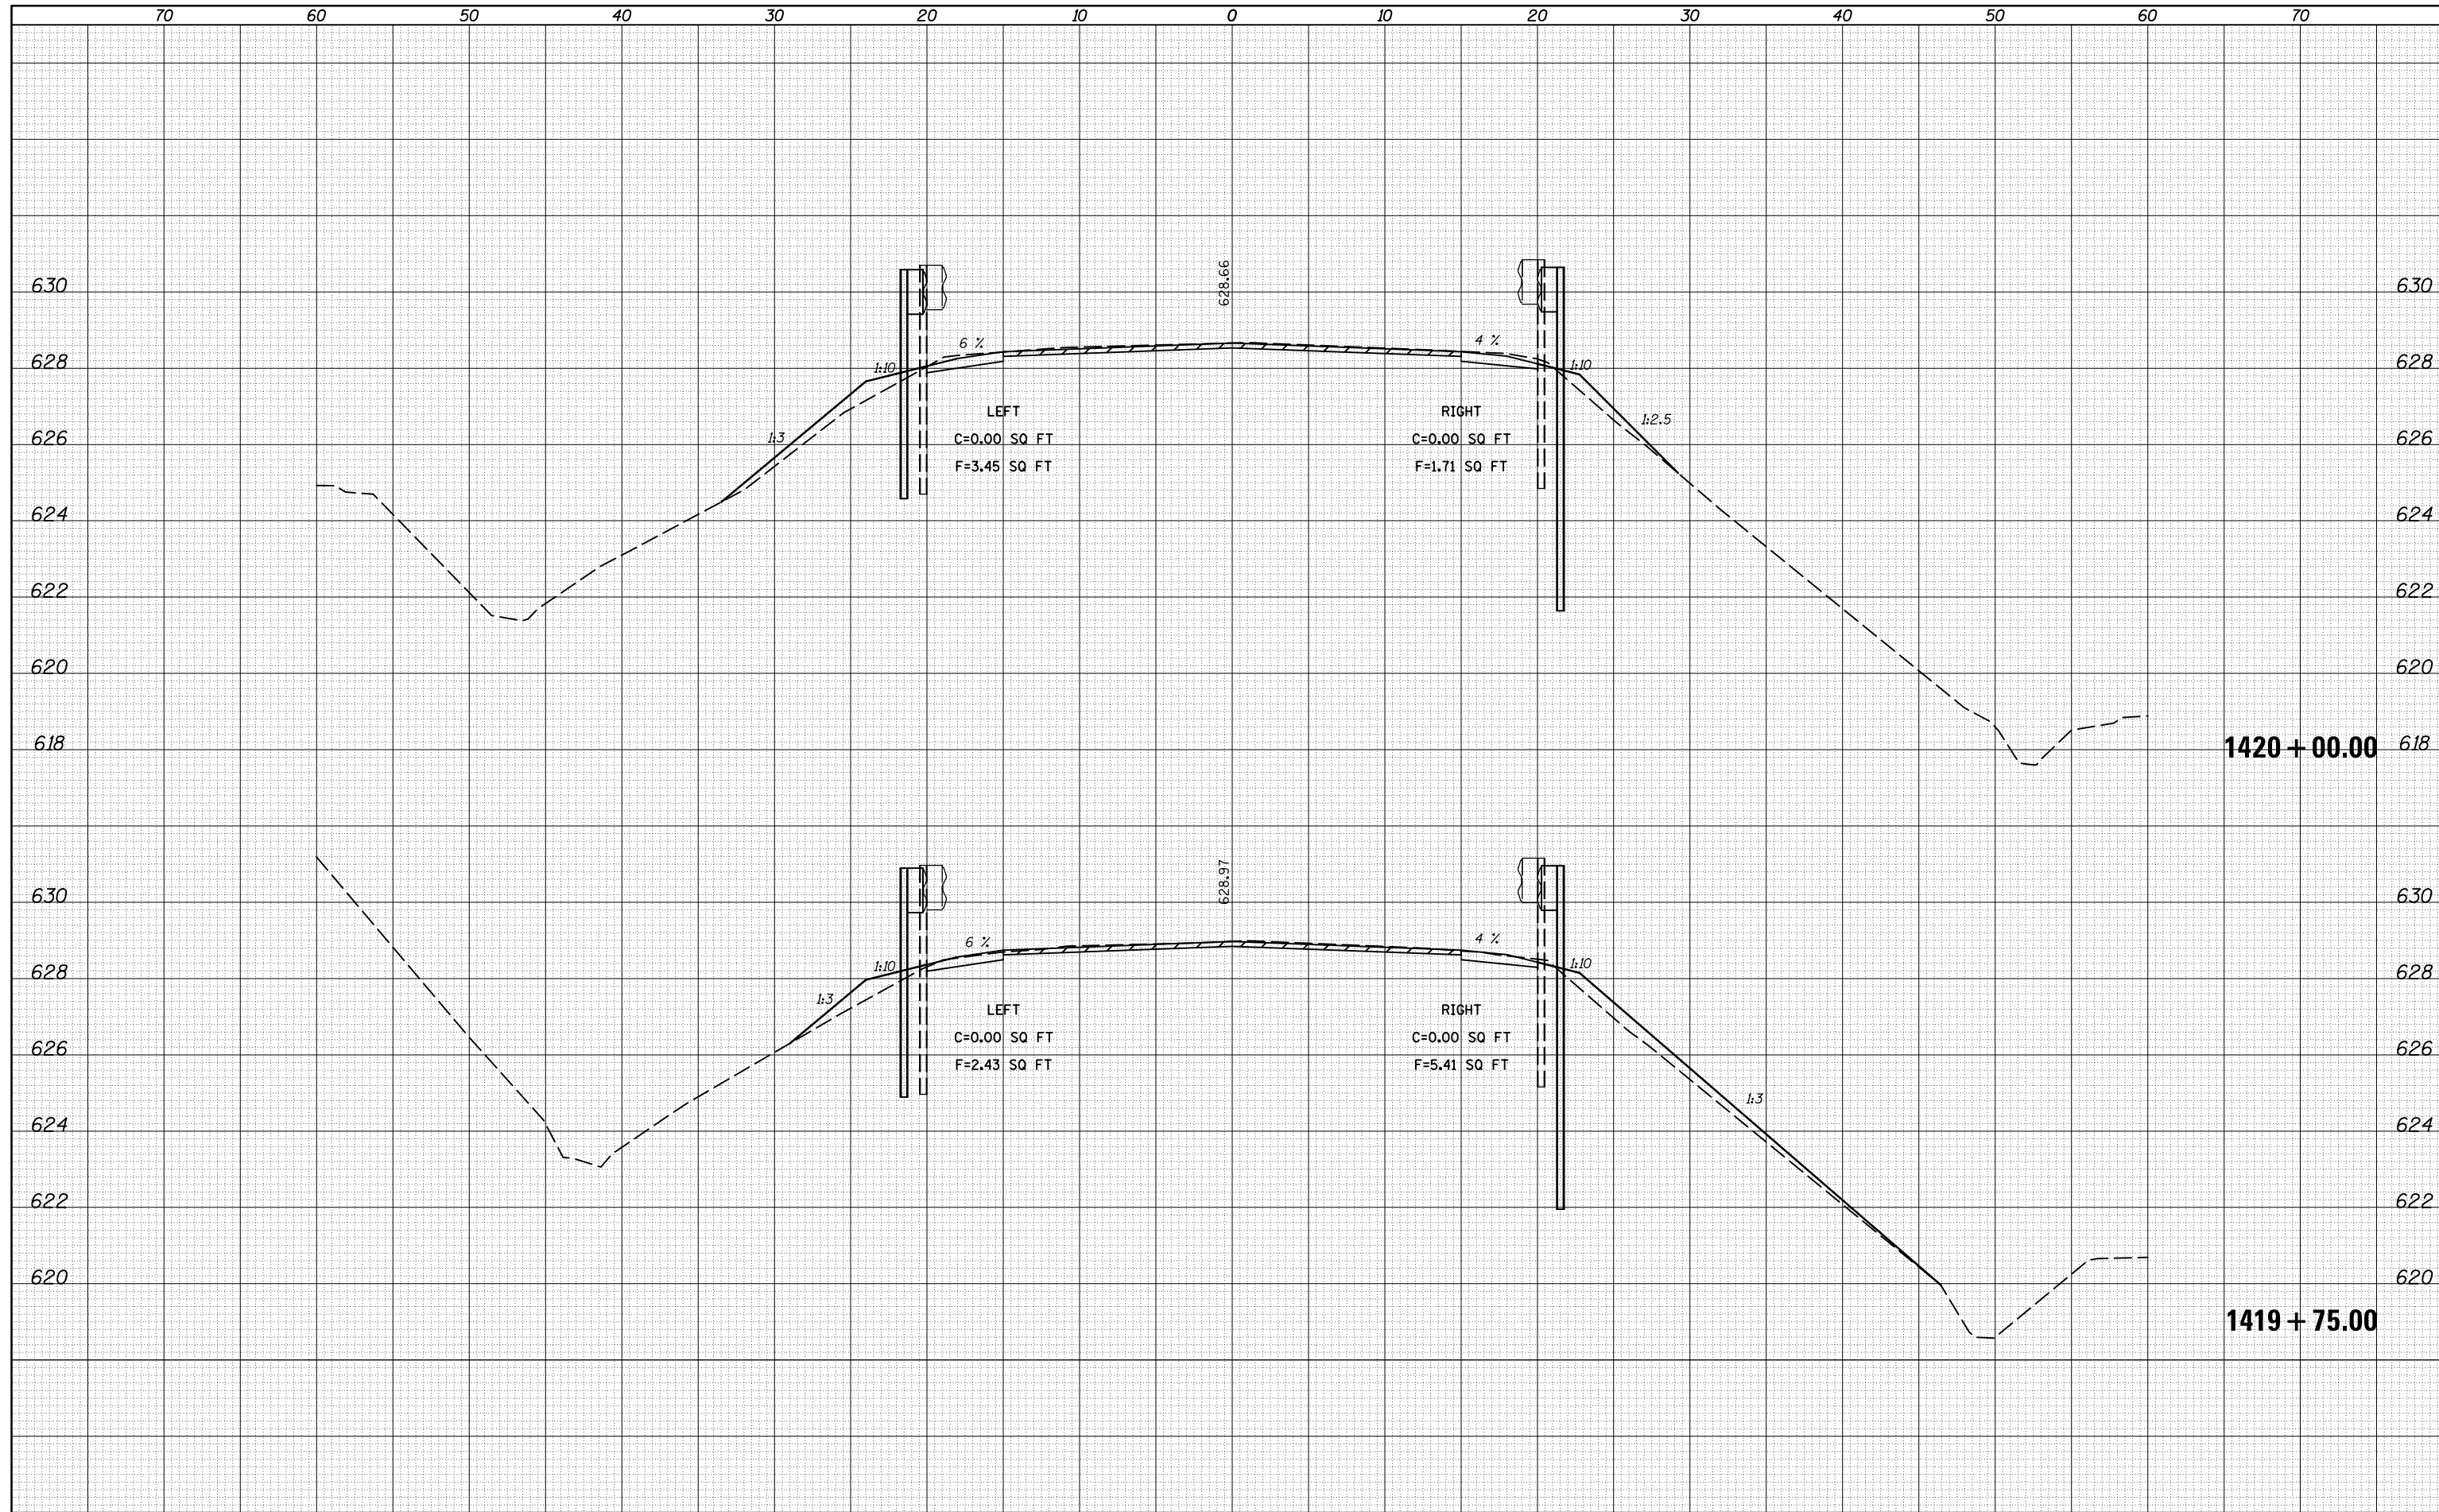 70 60 50 40 30 20 10 0 10 20 30 40 50 60 70
628.66
630 630
6 % 4 %
628 1:10 1:10 628
LEFT RIGHT
1:2.5
626 1:3 C=0.00 SQ FT C=0.00 SQ FT 626
F=3.45 SQ FT F=1.71 SQ FT
624 624
622 622
620 620
618 1420+00.00 618
628.97
630 630
6 % 4 %
628 1:10 1:10 628
1:3
LEFT RIGHT
626 C=0.00 SQ FT C=0.00 SQ FT 626
F=2.43 SQ FT F=5.41 SQ FT
1:3
624 624
622 622
620 620
1419+75.00